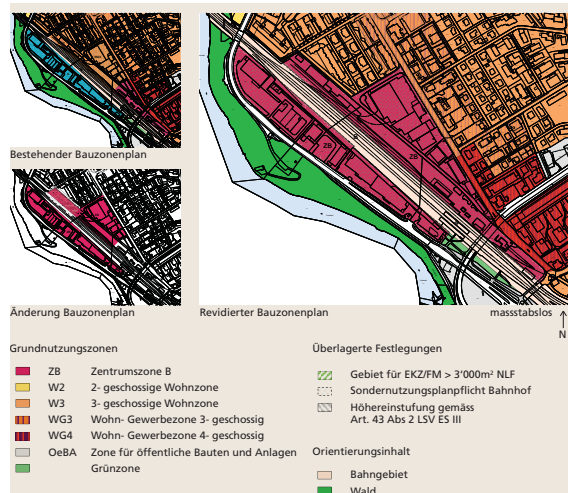 ZB
ZB
Bestehender Bauzonenplan
Änderung Bauzonenplan
Revidierter Bauzonenplan
massstabslos
N
Grundnutzungszonen
ZB Zentrumszone B
W2 2- geschossige Wohnzone
W3 3- geschossige Wohnzone
WG3 Wohn- Gewerbezone 3- geschossig
WG4 Wohn- Gewerbezone 4- geschossig
OeBA Zone für öffentliche Bauten und Anlagen
Grünzone
Überlagerte Festlegungen
Gebiet für EKZ/FM > 3'000m² NLF
Sondernutzungsplanpflicht Bahnhof
Höhereinstufung gemäss
Art. 43 Abs 2 LSV ES III
Orientierungsinhalt
Bahngebiet
Wald